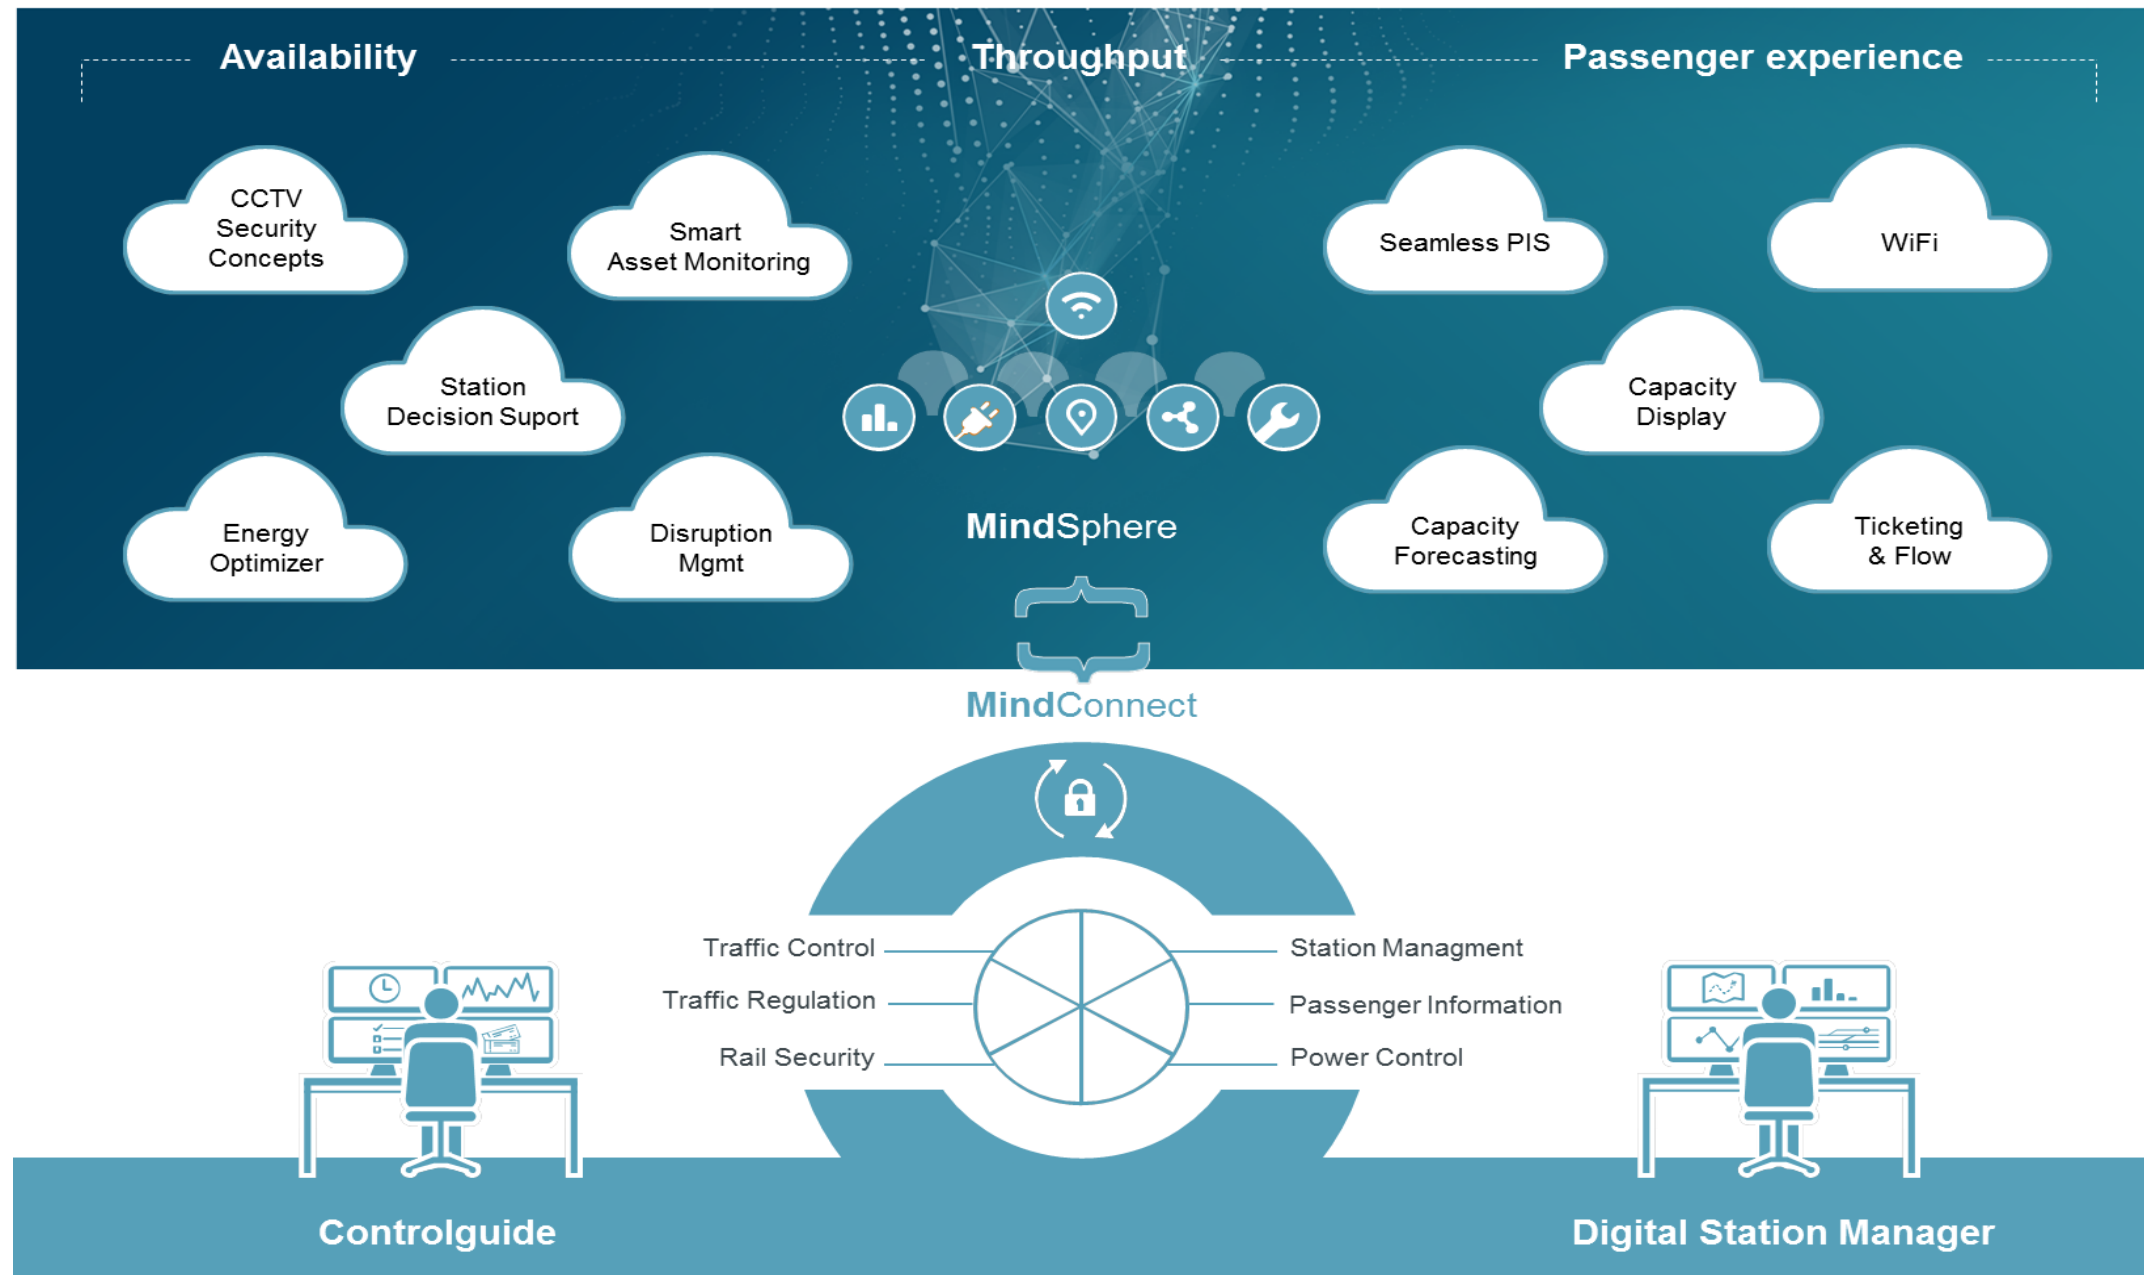 Availability
Throughput
Passenger experience
CCTV
Security
Concepts
Smart
Asset Monitoring
Seamless PIS
WiFi
Station
Decision Suport
Capacity
Display
Energy
Optimizer
Disruption
Mgmt
MindSphere
Capacity
Forecasting
Ticketing
& Flow
MindConnect
Traffic Control
Station Managment
Traffic Regulation
Passenger Information
Rail Security
Power Control
Controlguide
Digital Station Manager